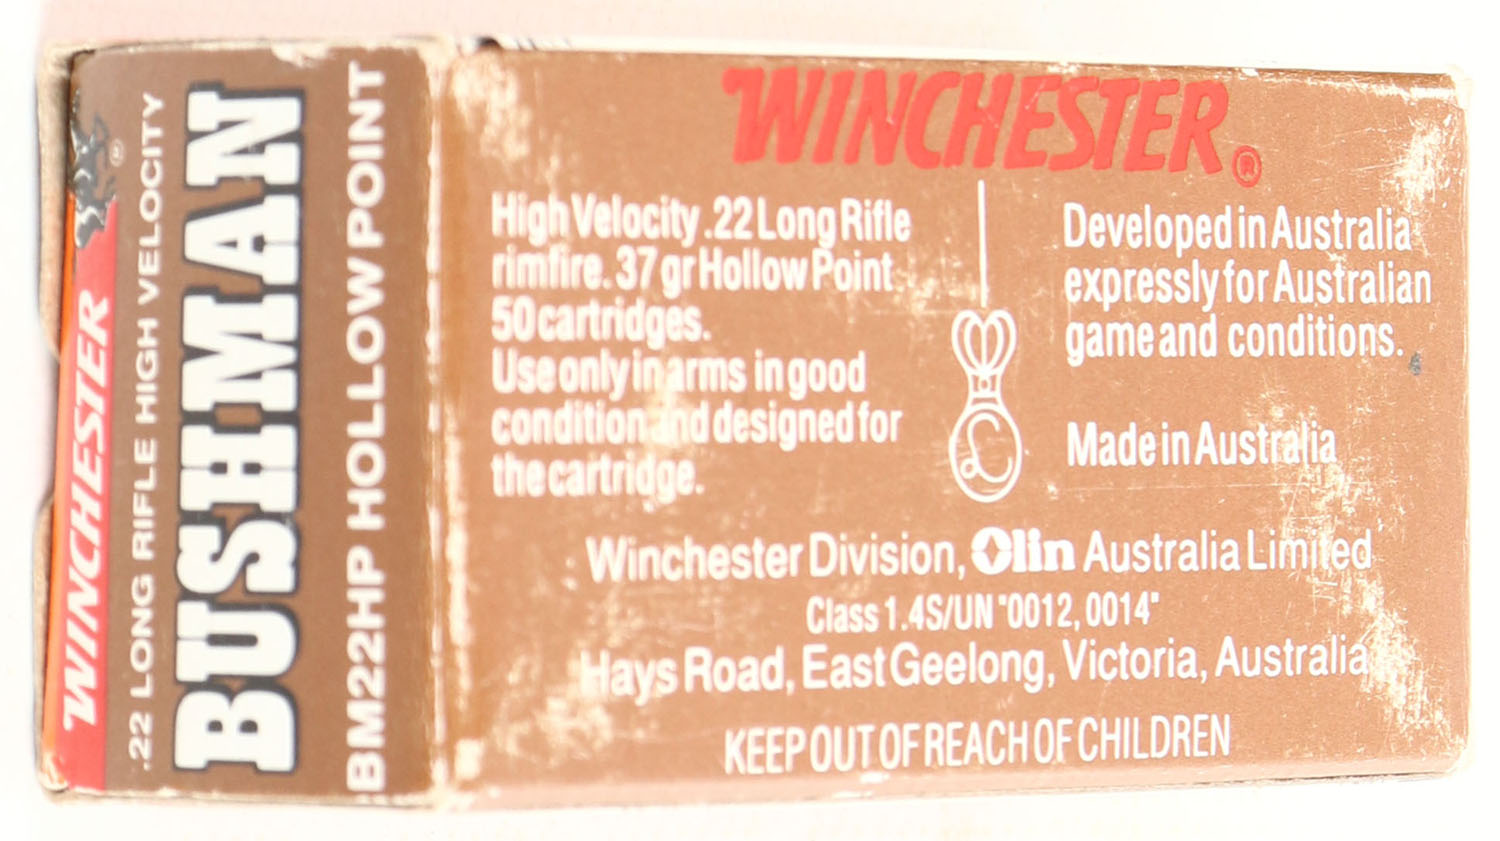 WINCHESTER ®
.22 LONG RIFLE HIGH VELOCITY
BUSHMAN
BM22HP HOLLOW POINT
WINCHESTER®
High Velocity .22 Long Rifle
rimfire. 37 gr Hollow Point
50 cartridges.
Use only in arms in good
condition and designed for
the cartridge.
£
Developed in Australia
expressly for Australian
game and conditions.
Made in Australia
Winchester Division, Olin Australia Limited
Class 1.4S/UN "0012, 0014"
Hays Road, East Geelong, Victoria, Australia
KEEP OUT OF REACH OF CHILDREN